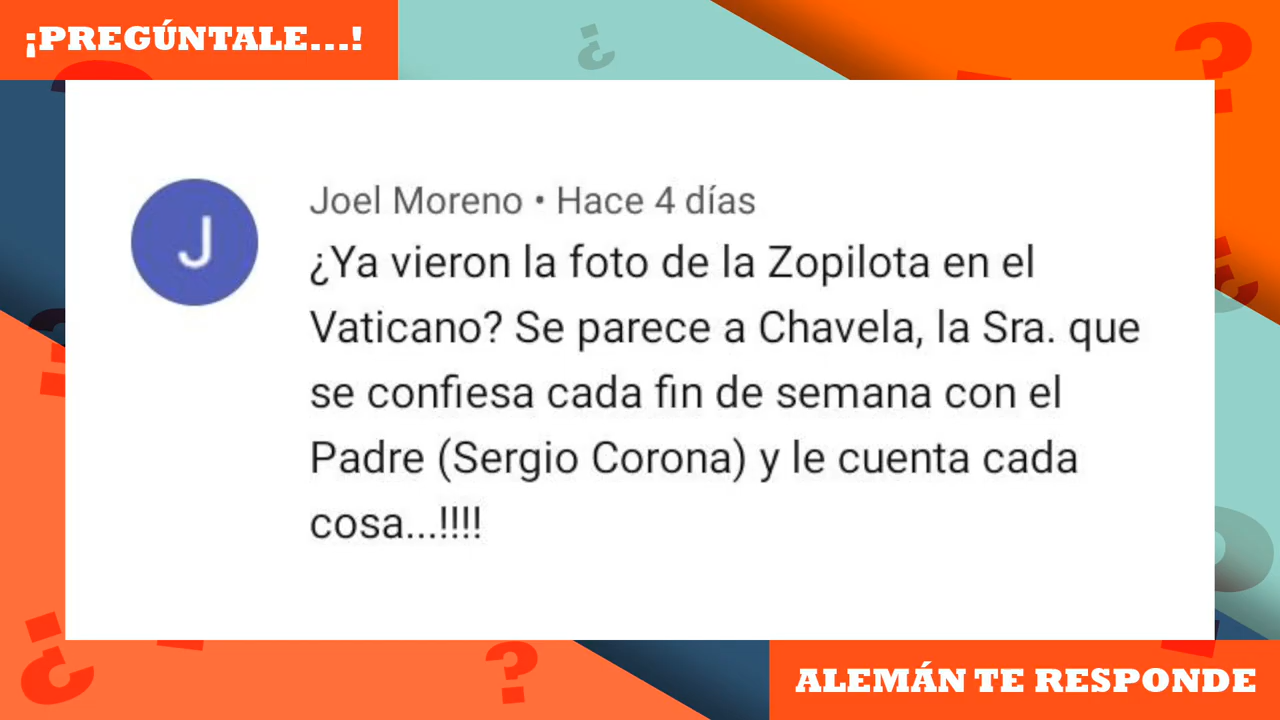 ¡PREGÚNTALE...!
Joel Moreno • Hace 4 días
¿Ya vieron la foto de la Zopilota en el
Vaticano? Se parece a Chavela, la Sra. que
se confiesa cada fin de semana con el
Padre (Sergio Corona) y le cuenta cada
cosa...!!!!
ALEMÁN TE RESPONDE